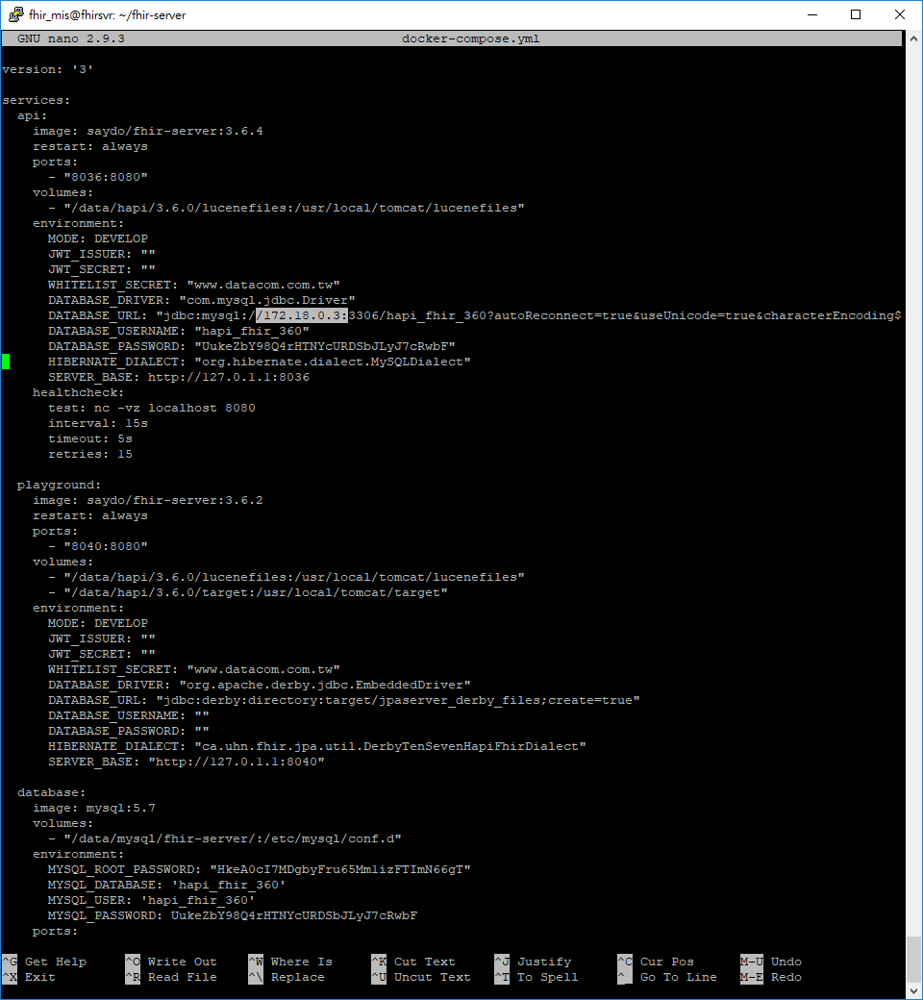 fhir_mis@fhirsvr: ~/fhir-server
GNU nano 2.9.3 docker-compose.yml
version: '3'
services:
  api:
    image: saydo/fhir-server:3.6.4
    restart: always
    ports:
      - "8036:8080"
    volumes:
      - "/data/hapi/3.6.0/lucenefiles:/usr/local/tomcat/lucenefiles"
    environment:
      MODE: DEVELOP
      JWT_ISSUER: ""
      JWT_SECRET: ""
      WHITELIST_SECRET: "www.datacom.com.tw"
      DATABASE_DRIVER: "com.mysql.jdbc.Driver"
      DATABASE_URL: "jdbc:mysql://172.18.0.3:3306/hapi_fhir_360?autoReconnect=true&useUnicode=true&characterEncoding$
      DATABASE_USERNAME: "hapi_fhir_360"
      DATABASE_PASSWORD: "UukeZbY98Q4rHTNYcURDSbJLyJ7cRwbF"
      HIBERNATE_DIALECT: "org.hibernate.dialect.MySQLDialect"
      SERVER_BASE: http://127.0.1.1:8036
    healthcheck:
      test: nc -vz localhost 8080
      interval: 15s
      timeout: 5s
      retries: 15
  playground:
    image: saydo/fhir-server:3.6.2
    restart: always
    ports:
      - "8040:8080"
    volumes:
      - "/data/hapi/3.6.0/lucenefiles:/usr/local/tomcat/lucenefiles"
      - "/data/hapi/3.6.0/target:/usr/local/tomcat/target"
    environment:
      MODE: DEVELOP
      JWT_ISSUER: ""
      JWT_SECRET: ""
      WHITELIST_SECRET: "www.datacom.com.tw"
      DATABASE_DRIVER: "org.apache.derby.jdbc.EmbeddedDriver"
      DATABASE_URL: "jdbc:derby:directory:target/jpaserver_derby_files;create=true"
      DATABASE_USERNAME: ""
      DATABASE_PASSWORD: ""
      HIBERNATE_DIALECT: "ca.uhn.fhir.jpa.util.DerbyTenSevenHapiFhirDialect"
      SERVER_BASE: "http://127.0.1.1:8040"
  database:
    image: mysql:5.7
    volumes:
      - "/data/mysql/fhir-server/:/etc/mysql/conf.d"
    environment:
      MYSQL_ROOT_PASSWORD: "HkeA0cI7MDgbyFru65Mm1izFTImN66gT"
      MYSQL_DATABASE: 'hapi_fhir_360'
      MYSQL_USER: 'hapi_fhir_360'
      MYSQL_PASSWORD: UukeZbY98Q4rHTNYcURDSbJLyJ7cRwbF
    ports:
^G Get Help ^O Write Out ^W Where Is ^K Cut Text ^J Justify ^C Cur Pos M-U Undo
^X Exit ^R Read File ^\ Replace ^U Uncut Text ^T To Spell ^_ Go To Line M-E Redo